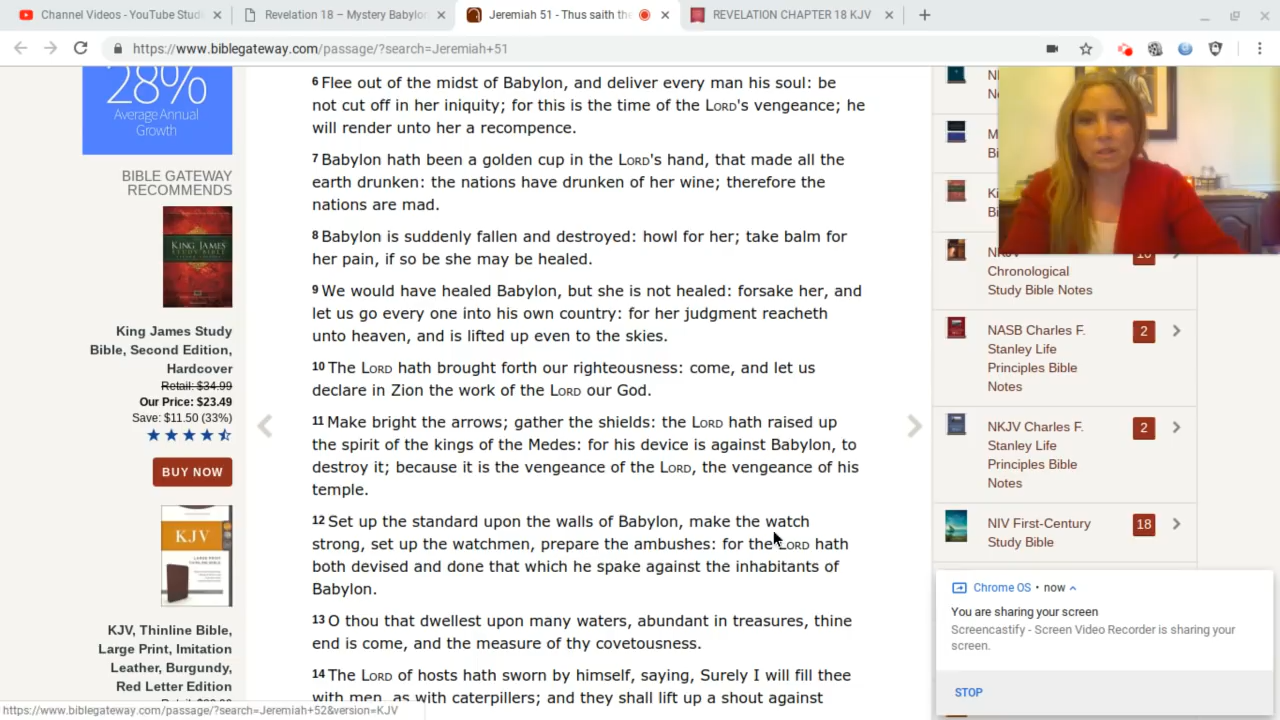 Channel Videos - YouTube Stud
Revelation 18 – Mystery Babylon
Jeremiah 51 - Thus saith the
REVELATION CHAPTER 18 KJV
https://www.biblegateway.com/passage/?search=Jeremiah+51
28%
Average Annual
Growth
BIBLE GATEWAY
RECOMMENDS
KING JAMES
STUDY BIBLE
King James Study
Bible, Second Edition,
Hardcover
Retail: $34.99
Our Price: $23.49
Save: $11.50 (33%)
BUY NOW
KJV
KJV, Thinline Bible,
Large Print, Imitation
Leather, Burgundy,
Red Letter Edition
6 Flee out of the midst of Babylon, and deliver every man his soul: be
not cut off in her iniquity; for this is the time of the LORD's vengeance; he
will render unto her a recompence.
7 Babylon hath been a golden cup in the LORD's hand, that made all the
earth drunken: the nations have drunken of her wine; therefore the
nations are mad.
8 Babylon is suddenly fallen and destroyed: howl for her; take balm for
her pain, if so be she may be healed.
9 We would have healed Babylon, but she is not healed: forsake her, and
let us go every one into his own country: for her judgment reacheth
unto heaven, and is lifted up even to the skies.
10 The LORD hath brought forth our righteousness: come, and let us
declare in Zion the work of the LORD our God.
11 Make bright the arrows; gather the shields: the LORD hath raised up
the spirit of the kings of the Medes: for his device is against Babylon, to
destroy it; because it is the vengeance of the LORD, the vengeance of his
temple.
12 Set up the standard upon the walls of Babylon, make the watch
strong, set up the watchmen, prepare the ambushes: for the LORD hath
both devised and done that which he spake against the inhabitants of
Babylon.
13 O thou that dwellest upon many waters, abundant in treasures, thine
end is come, and the measure of thy covetousness.
14 The LORD of hosts hath sworn by himself, saying, Surely I will fill thee
with men, as with caterpillers; and they shall lift up a shout against
Chronological
Study Bible Notes
NASB Charles F.
Stanley Life
Principles Bible
Notes
2
NKJV Charles F.
Stanley Life
Principles Bible
Notes
2
NIV First-Century
Study Bible
18
Chrome OS • now
You are sharing your screen
Screencastify - Screen Video Recorder is sharing your
screen.
STOP
https://www.biblegateway.com/passage/?search=Jeremiah+52&version=KJV